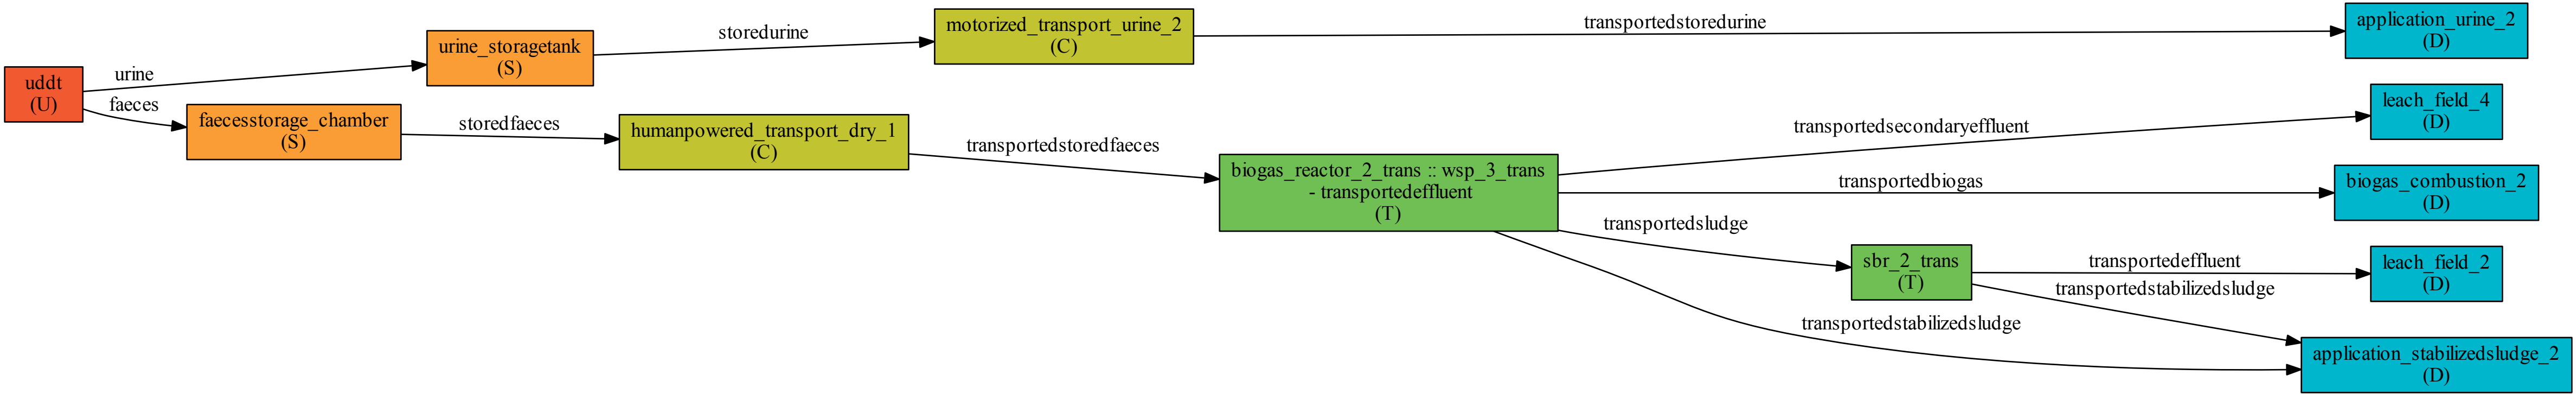 uddt
(U)
urine
faeces
urine_storagetank
(S)
faecesstorage_chamber
(S)
storedurine
storedfaeces
motorized_transport_urine_2
(C)
humanpowered_transport_dry_1
(C)
transportedstoredurine
transportedstoredfaeces
biogas_reactor_2_trans :: wsp_3_trans
- transportedeffluent
(T)
transportedsecondaryeffluent
transportedbiogas
transportedsludge
transportedstabilizedsludge
sbr_2_trans
(T)
transportedeffluent
transportedstabilizedsludge
application_urine_2
(D)
leach_field_4
(D)
biogas_combustion_2
(D)
leach_field_2
(D)
application_stabilizedsludge_2
(D)